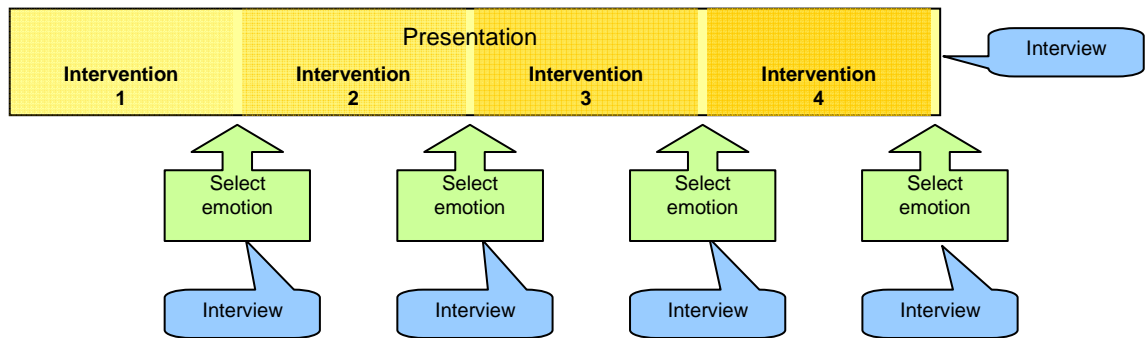 Presentation
Interview
Intervention
1
Intervention
2
Intervention
3
Intervention
4
Select
emotion
Select
emotion
Select
emotion
Select
emotion
Interview
Interview
Interview
Interview